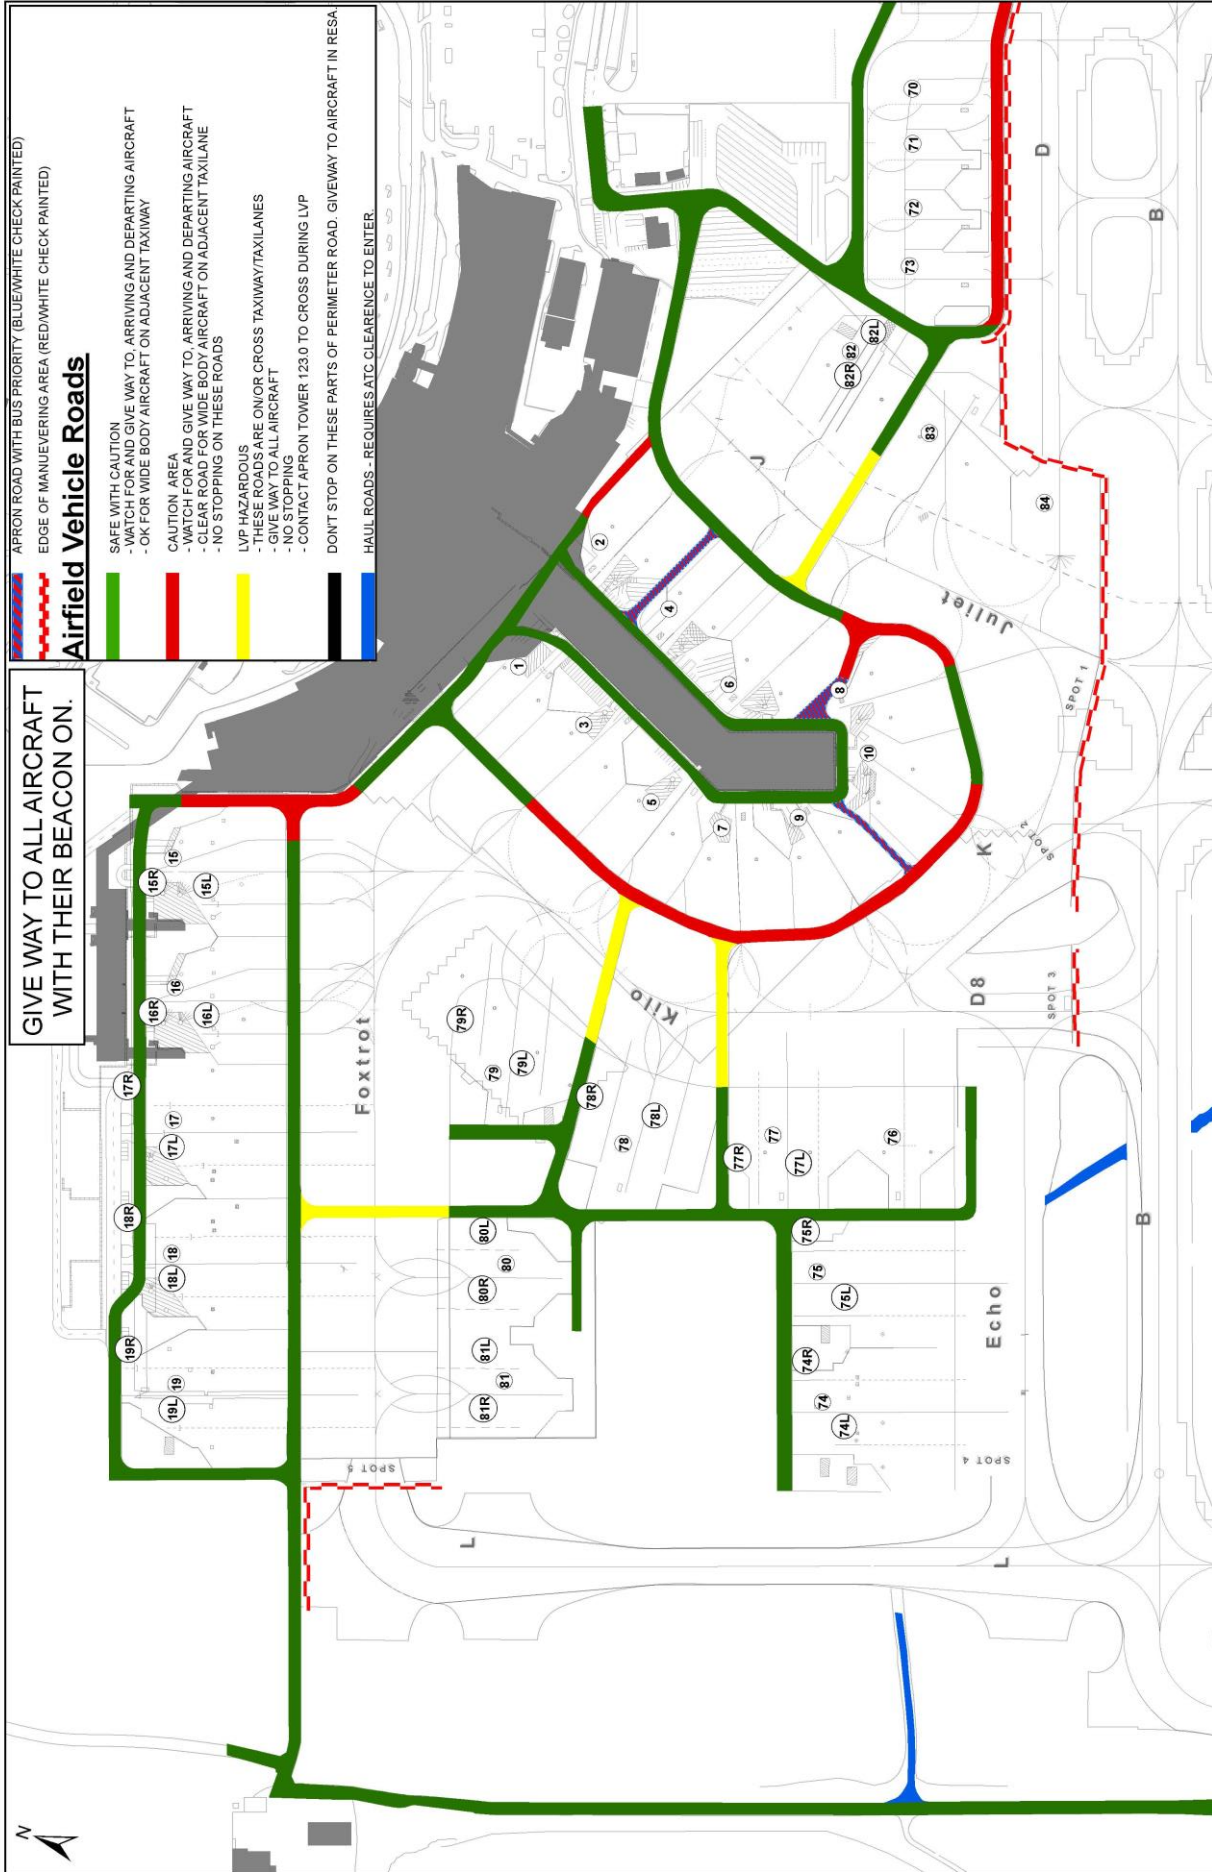 GIVE WAY TO ALL AIRCRAFT
WITH THEIR BEACON ON.
APRON ROAD WITH BUS PRIORITY (BLUE/WHITE CHECK PAINTED)
EDGE OF MANUEVERING AREA (RED/WHITE CHECK PAINTED)
Airfield Vehicle Roads
SAFE WITH CAUTION
- WATCH FOR AND GIVE WAY TO, ARRIVING AND DEPARTING AIRCRAFT
- OK FOR WIDE BODY AIRCRAFT ON ADJACENT TAXIWAY
CAUTION AREA
- WATCH FOR AND GIVE WAY TO, ARRIVING AND DEPARTING AIRCRAFT
- CLEAR ROAD FOR WIDE BODY AIRCRAFT ON ADJACENT TAXILANE
- NO STOPPING ON THESE ROADS
LVP HAZARDOUS
- THESE ROADS ARE ON/OR CROSS TAXIWAY/TAXILANES
- GIVE WAY TO ALL AIRCRAFT
- NO STOPPING
- CONTACT APRON TOWER 123.0 TO CROSS DURING LVP
DON'T STOP ON THESE PARTS OF PERIMETER ROAD. GIVEWAY TO AIRCRAFT IN RESA.
HAUL ROADS - REQUIRES ATC CLEARENCE TO ENTER.
N
19R
18R
17R
16R
15R
19L
19
18L
18
17L
17
16
15
16L
15L
Foxtrot
SPOT 5
81R
81
81L
80R
80
80L
79
79L
79R
L
78R
78
78L
Kilo
77R
77
77L
76
75R
75
75L
74R
74
74L
SPOT 4
Echo
L
D8
SPOT 3
B
1
3
5
7
9
2
4
6
8
10
K
SPOT 2
SPOT 1
Juliet
J
82R
82
82L
83
84
73
72
71
70
D
B